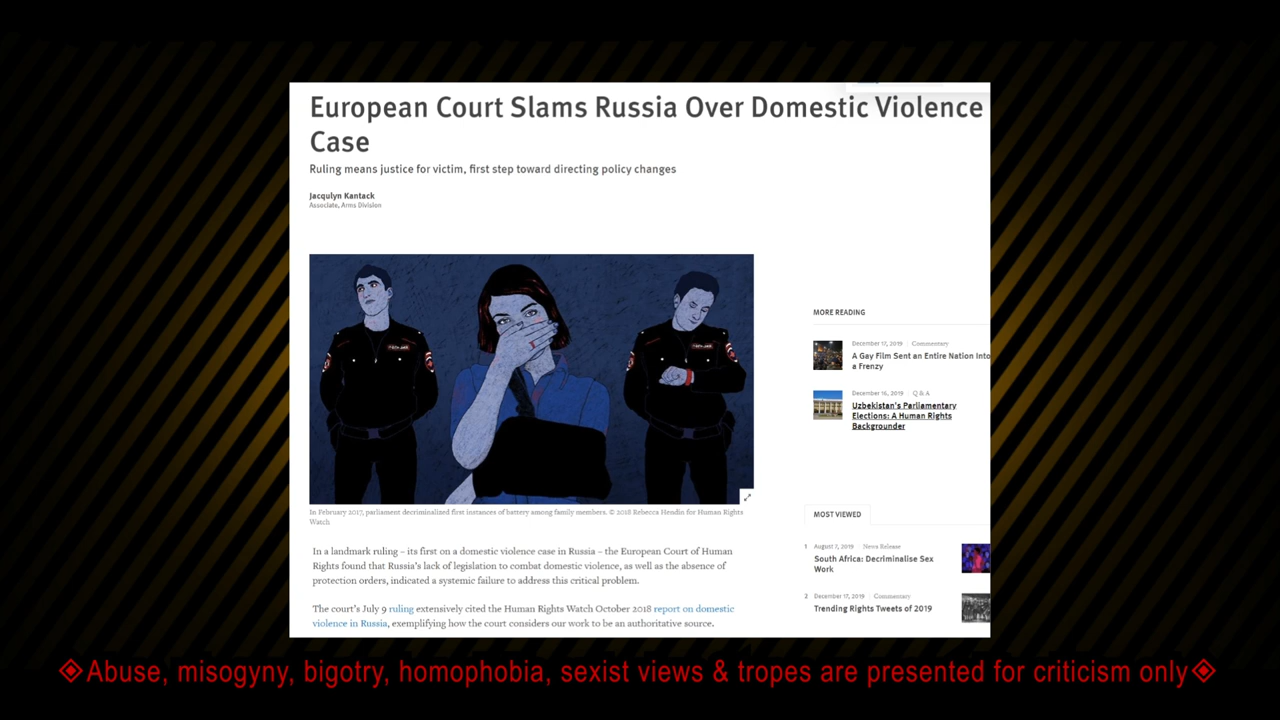 European Court Slams Russia Over Domestic Violence
Case
Ruling means justice for victim, first step toward directing policy changes
Jacqulyn Kantack
Associate, Arms Division
In February 2017, parliament decriminalized first instances of battery among family members. © 2018 Rebecca Hendin for Human Rights
Watch
In a landmark ruling – its first on a domestic violence case in Russia – the European Court of Human
Rights found that Russia's lack of legislation to combat domestic violence, as well as the absence of
protection orders, indicated a systemic failure to address this critical problem.
The court's July 9 ruling extensively cited the Human Rights Watch October 2018 report on domestic
violence in Russia, exemplifying how the court considers our work to be an authoritative source.
MORE READING
December 17, 2019 | Commentary
A Gay Film Sent an Entire Nation Into
a Frenzy
December 16, 2019 | Q & A
Uzbekistan's Parliamentary
Elections: A Human Rights
Backgrounder
MOST VIEWED
1 August 7, 2019 | News Release
South Africa: Decriminalise Sex
Work
2 December 17, 2019 | Commentary
Trending Rights Tweets of 2019
Abuse, misogyny, bigotry, homophobia, sexist views & tropes are presented for criticism only